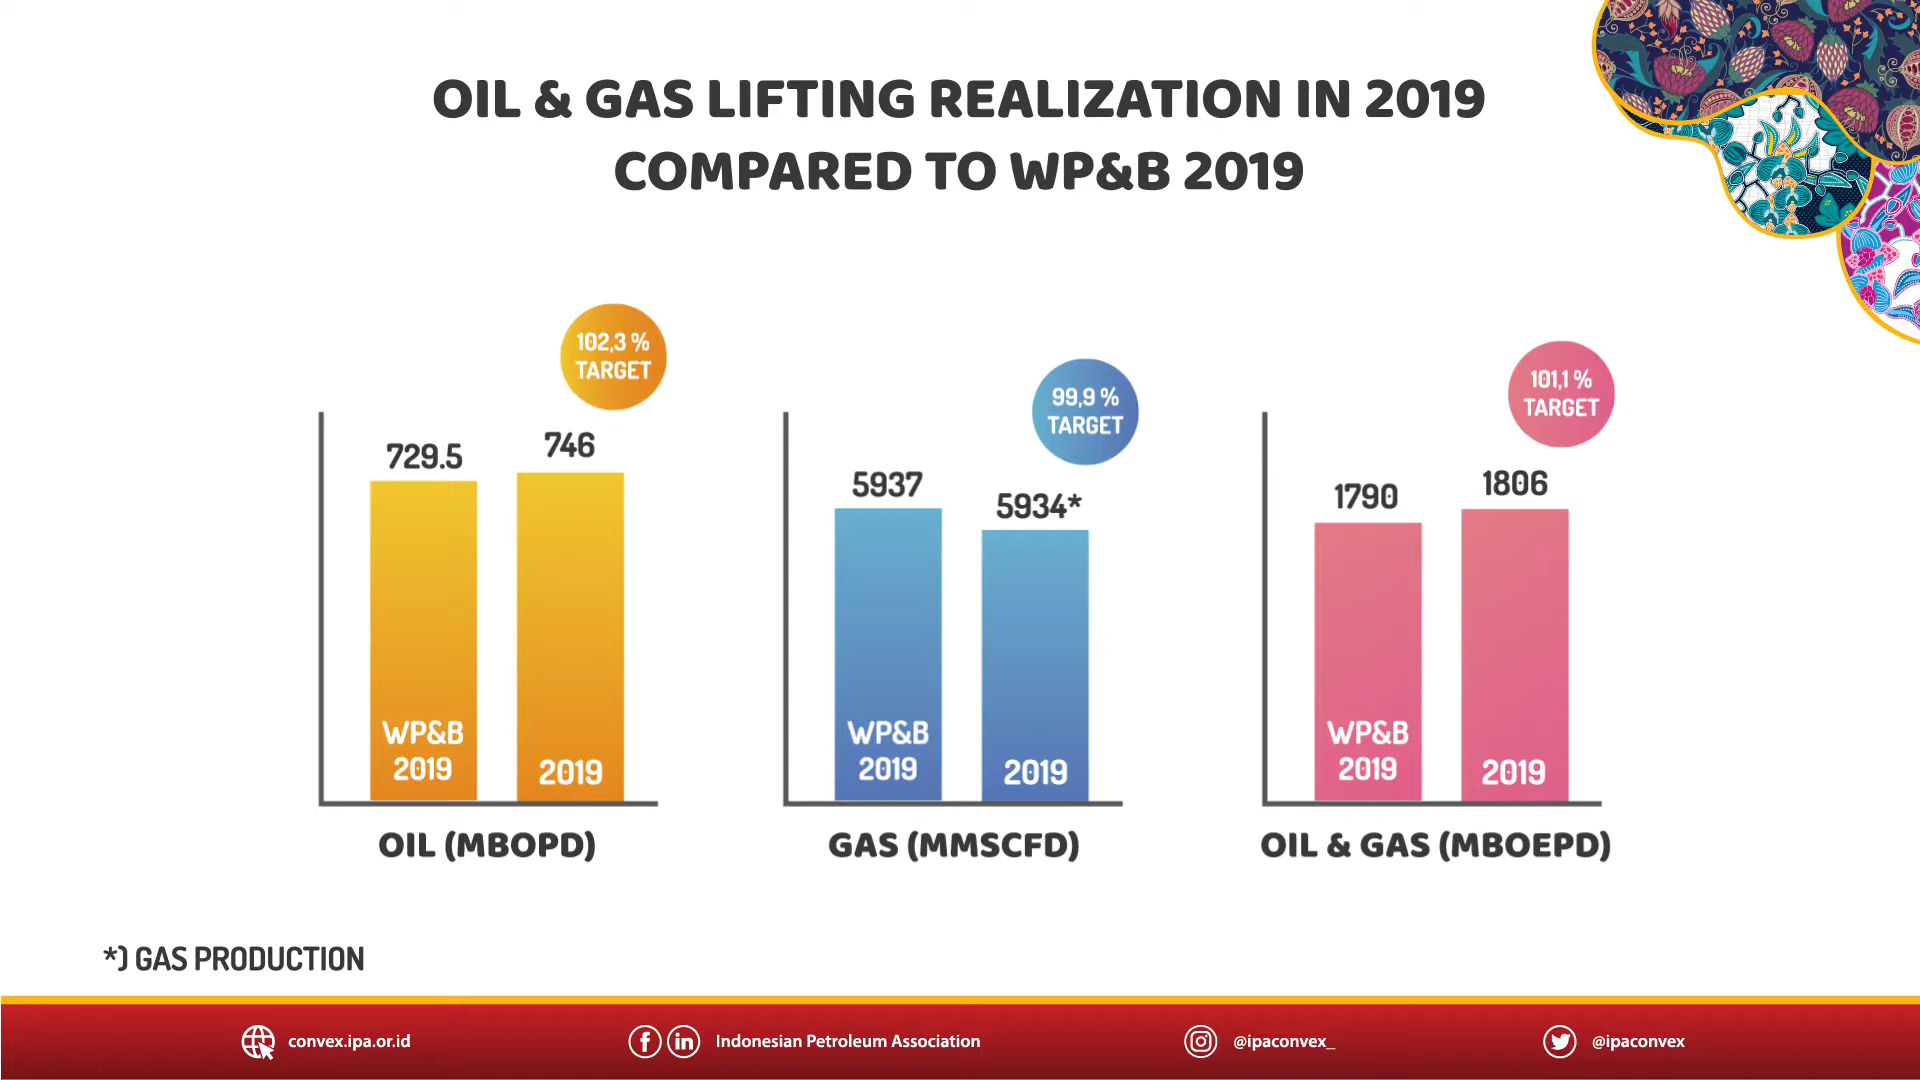 OIL & GAS LIFTING REALIZATION IN 2019
COMPARED TO WP&B 2019
102,3 %
TARGET
729.5
746
WP&B
2019
2019
OIL (MBOPD)
99,9 %
TARGET
5937
5934*
WP&B
2019
2019
GAS (MMSCFD)
101,1 %
TARGET
1790
1806
WP&B
2019
2019
OIL & GAS (MBOEPD)
*) GAS PRODUCTION
convex.ipa.or.id
Indonesian Petroleum Association
@ipaconvex_
@ipaconvex